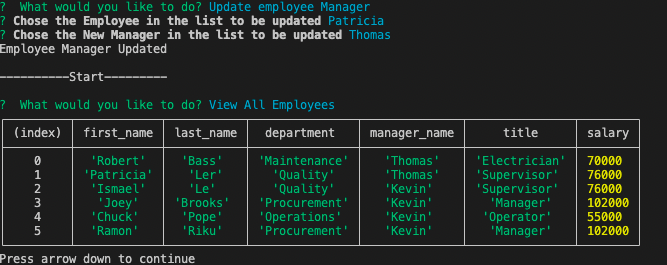 ?  What would you like to do? Update employee Manager
? Chose the Employee in the list to be updated Patricia
? Chose the New Manager in the list to be updated Thomas
Employee Manager Updated
----------Start---------
?  What would you like to do? View All Employees
(index) first_name last_name department manager_name title salary
0 'Robert' 'Bass' 'Maintenance' 'Thomas' 'Electrician' 70000
1 'Patricia' 'Ler' 'Quality' 'Thomas' 'Supervisor' 76000
2 'Ismael' 'Le' 'Quality' 'Kevin' 'Supervisor' 76000
3 'Joey' 'Brooks' 'Procurement' 'Kevin' 'Manager' 102000
4 'Chuck' 'Pope' 'Operations' 'Kevin' 'Operator' 55000
5 'Ramon' 'Riku' 'Procurement' 'Kevin' 'Manager' 102000
Press arrow down to continue